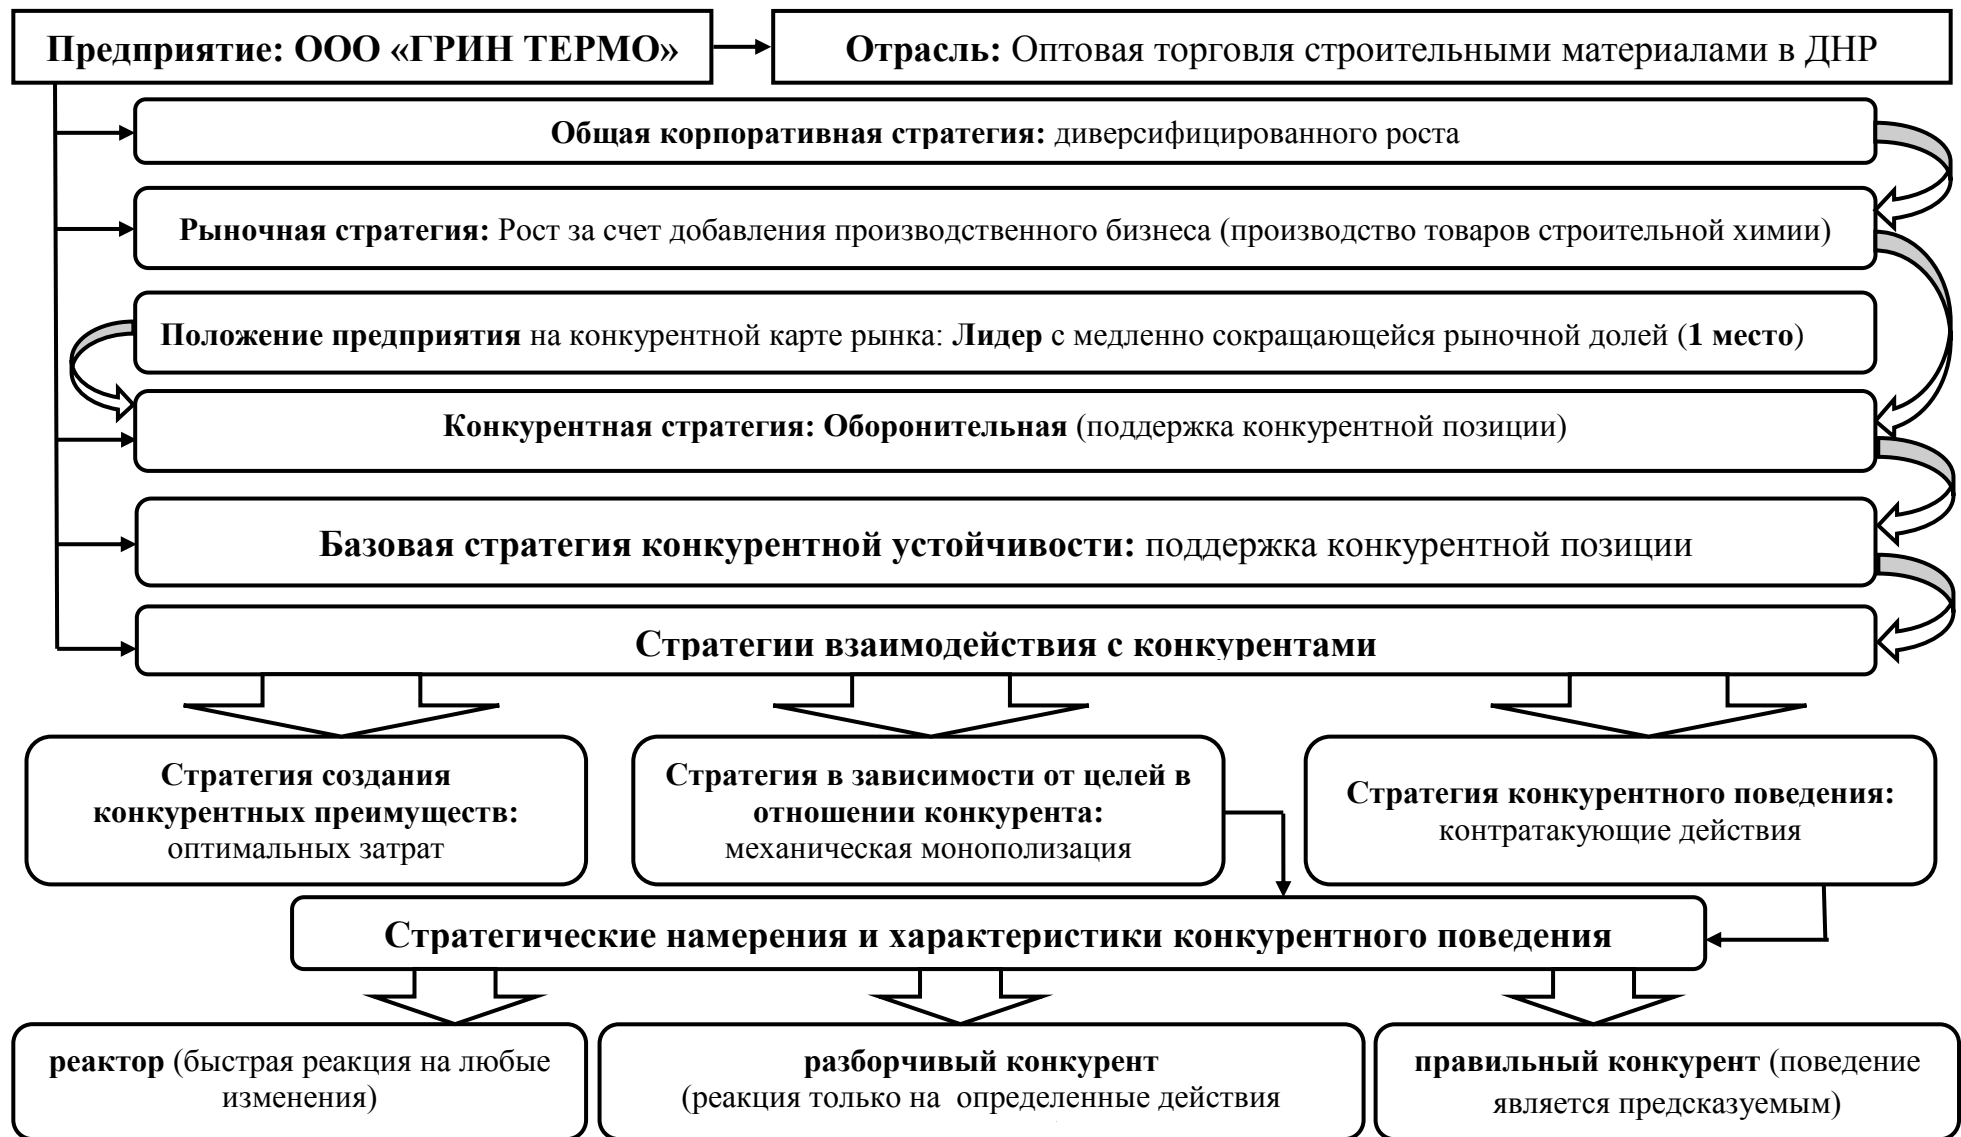 Предприятие: ООО «ГРИН ТЕРМО»
Отрасль: Оптовая торговля строительными материалами в ДНР
Общая корпоративная стратегия: диверсифицированного роста
Рыночная стратегия: Рост за счет добавления производственного бизнеса (производство товаров строительной химии)
Положение предприятия на конкурентной карте рынка: Лидер с медленно сокращающейся рыночной долей (1 место)
Конкурентная стратегия: Оборонительная (поддержка конкурентной позиции)
Базовая стратегия конкурентной устойчивости: поддержка конкурентной позиции
Стратегии взаимодействия с конкурентами
Стратегия создания
конкурентных преимуществ:
оптимальных затрат
Стратегия в зависимости от целей в
отношении конкурента:
механическая монополизация
Стратегия конкурентного поведения:
контратакующие действия
Стратегические намерения и характеристики конкурентного поведения
реактор (быстрая реакция на любые
изменения)
разборчивый конкурент
(реакция только на определенные действия
правильный конкурент (поведение
является предсказуемым)